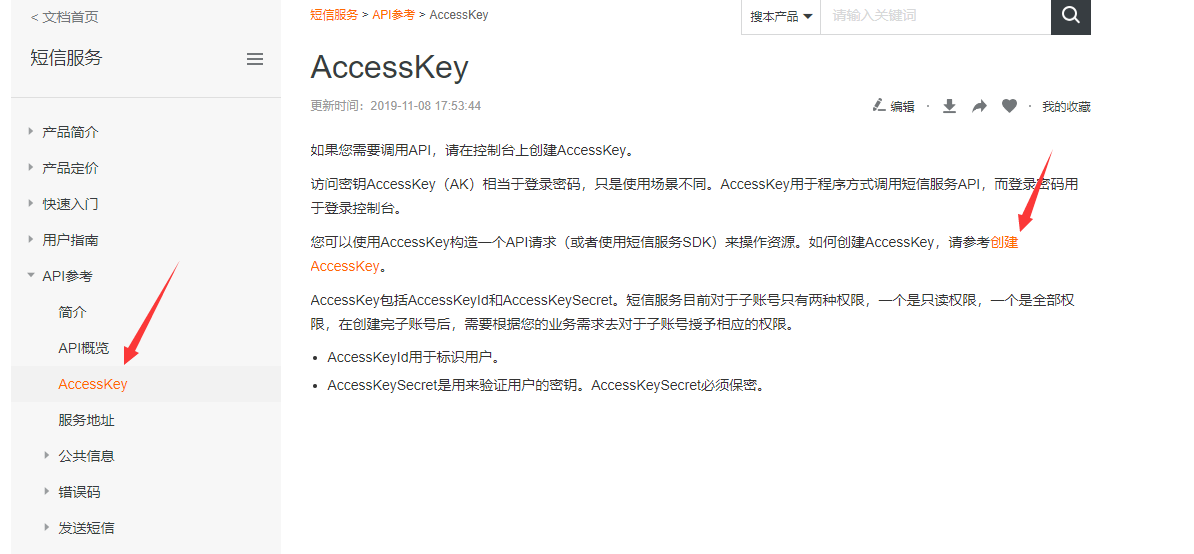 < 文档首页
短信服务
产品简介
产品定价
快速入门
用户指南
API参考
简介
API概览
AccessKey
服务地址
公共信息
错误码
发送短信
短信服务 > API参考 > AccessKey
搜本产品
请输入关键词
AccessKey
更新时间：2019-11-08 17:53:44
编辑 · · 我的收藏
如果您需要调用API，请在控制台上创建AccessKey。
访问密钥AccessKey（AK）相当于登录密码，只是使用场景不同。AccessKey用于程序方式调用短信服务API，而登录密码用
于登录控制台。
您可以使用AccessKey构造一个API请求（或者使用短信服务SDK）来操作资源。如何创建AccessKey，请参考创建
AccessKey。
AccessKey包括AccessKeyId和AccessKeySecret。短信服务目前对于子账号只有两种权限，一个是只读权限，一个是全部权
限，在创建完子账号后，需要根据您的业务需求去对于子账号授予相应的权限。
• AccessKeyId用于标识用户。
• AccessKeySecret是用来验证用户的密钥。AccessKeySecret必须保密。